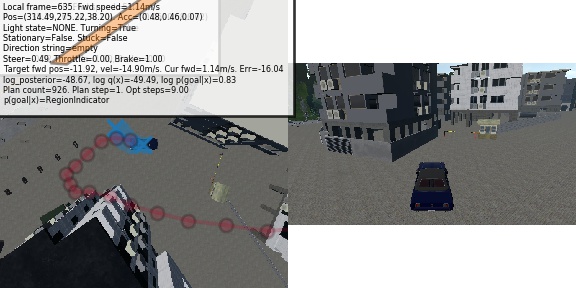 Local frame=635. Fwd speed=1.14m/s
Pos=(314.49,275.22,38.20). Acc=(0.48,0.46,0.07)
Light state=NONE. Turning=True
Stationary=False. Stuck=False
Direction string=empty
Steer=0.49. Throttle=0.00. Brake=1.00
Target fwd pos=-11.92, vel=-14.90m/s. Cur fwd=1.14m/s. Err=-16.04
log_posterior=-48.67, log q(x)=-49.49, log p(goal|x)=0.83
Plan count=926. Plan step=1. Opt steps=9.00
p(goal|x)=RegionIndicator